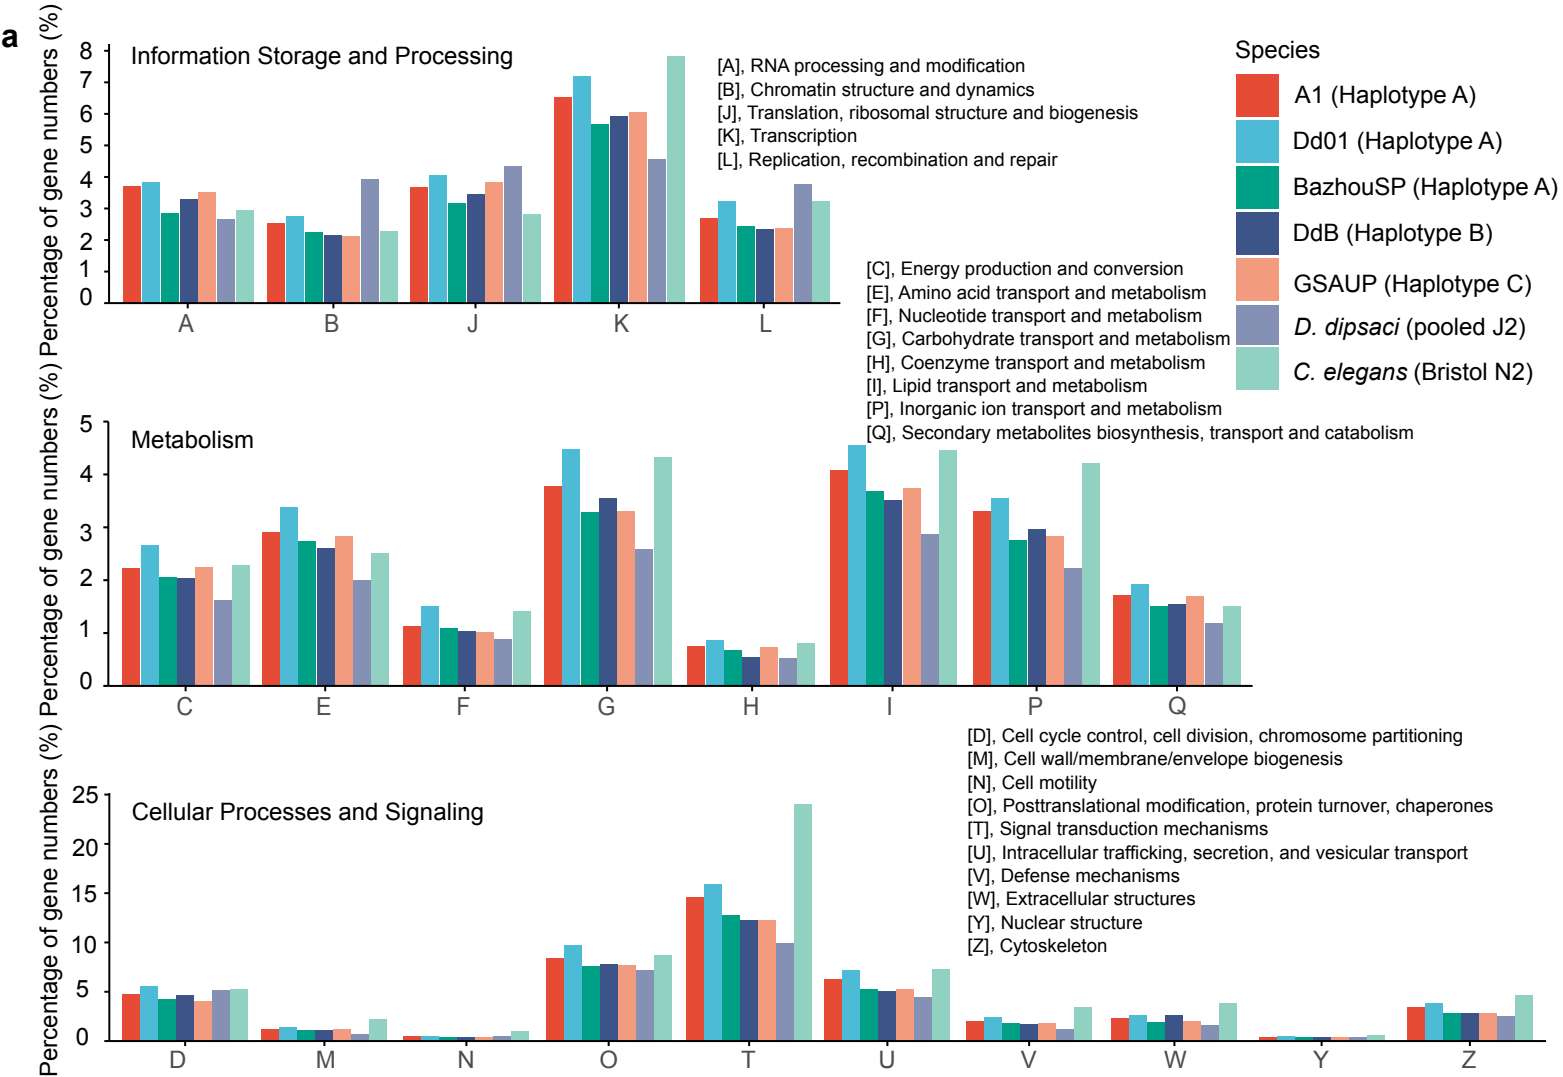 a
Percentage of gene numbers (%)
Information Storage and Processing
8
7
6
5
4
3
2
1
0
A
B
J
K
L
[A], RNA processing and modification
[B], Chromatin structure and dynamics
[J], Translation, ribosomal structure and biogenesis
[K], Transcription
[L], Replication, recombination and repair
Species
A1 (Haplotype A)
Dd01 (Haplotype A)
BazhouSP (Haplotype A)
DdB (Haplotype B)
GSAUP (Haplotype C)
D. dipsaci (pooled J2)
C. elegans (Bristol N2)
Percentage of gene numbers (%)
Metabolism
5
4
3
2
1
0
C
E
F
G
H
I
P
Q
[C], Energy production and conversion
[E], Amino acid transport and metabolism
[F], Nucleotide transport and metabolism
[G], Carbohydrate transport and metabolism
[H], Coenzyme transport and metabolism
[I], Lipid transport and metabolism
[P], Inorganic ion transport and metabolism
[Q], Secondary metabolites biosynthesis, transport and catabolism
Percentage of gene numbers (%)
Cellular Processes and Signaling
25
20
15
10
5
0
D
M
N
O
T
U
V
W
Y
Z
[D], Cell cycle control, cell division, chromosome partitioning
[M], Cell wall/membrane/envelope biogenesis
[N], Cell motility
[O], Posttranslational modification, protein turnover, chaperones
[T], Signal transduction mechanisms
[U], Intracellular trafficking, secretion, and vesicular transport
[V], Defense mechanisms
[W], Extracellular structures
[Y], Nuclear structure
[Z], Cytoskeleton